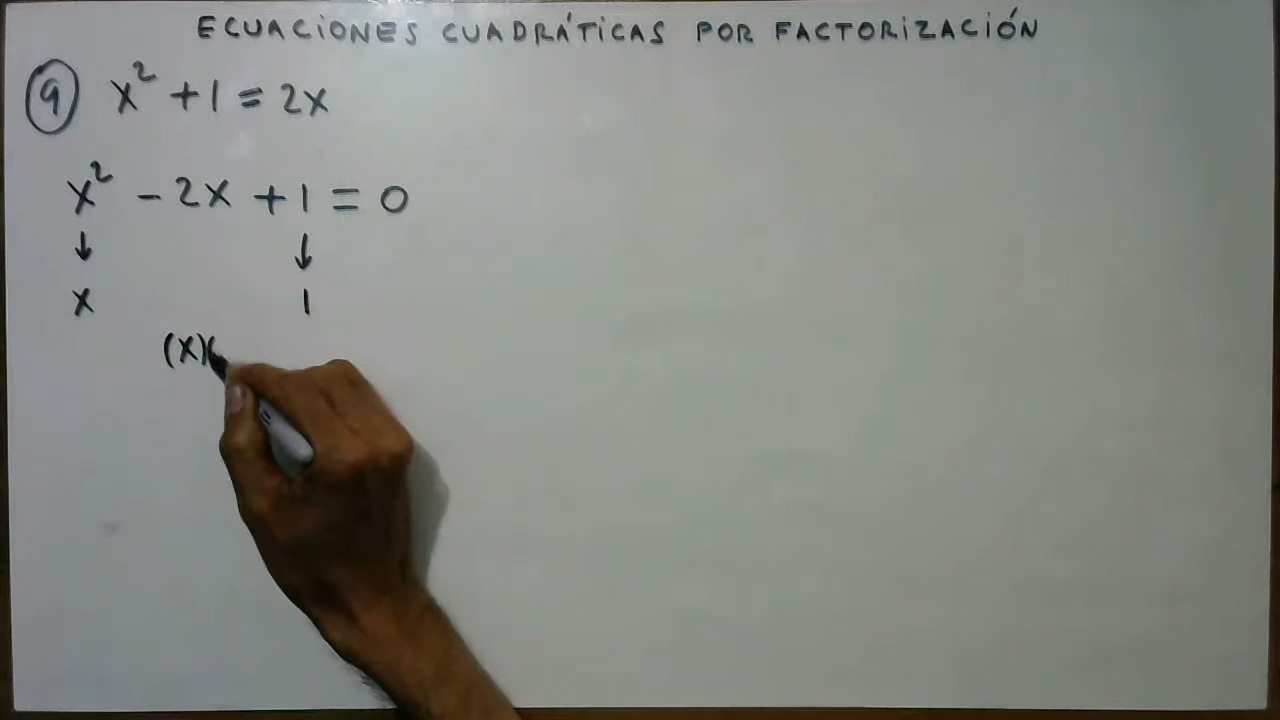 ECUACIONES CUADRÁTICAS POR FACTORIZACIÓN
9 x² + 1 = 2x
x² - 2x + 1 = 0
↓ ↓
x 1
(x)(